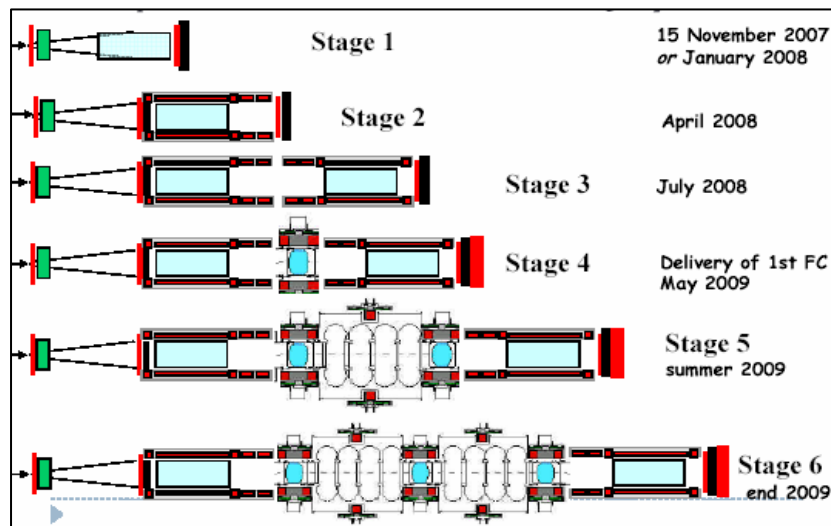 Stage 1
15 November 2007
or January 2008
Stage 2
April 2008
Stage 3
July 2008
Stage 4
Delivery of 1st FC
May 2009
Stage 5
summer 2009
Stage 6
end 2009